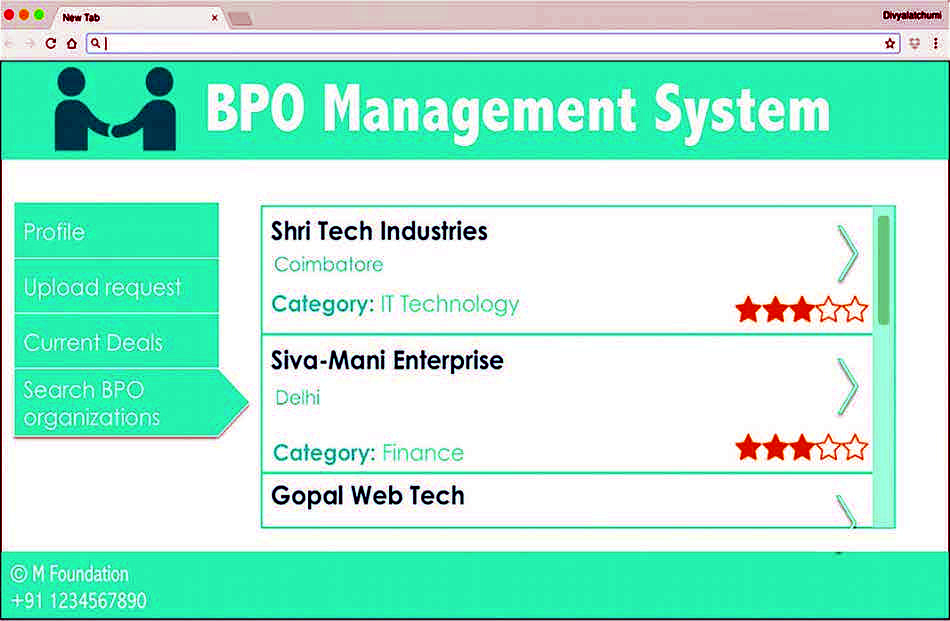 New Tab
Divyalatchumi
BPO Management System
Profile
Upload request
Current Deals
Search BPO
organizations
Shri Tech Industries
Coimbatore
Category: IT Technology
Siva-Mani Enterprise
Delhi
Category: Finance
Gopal Web Tech
© M Foundation
+91 1234567890